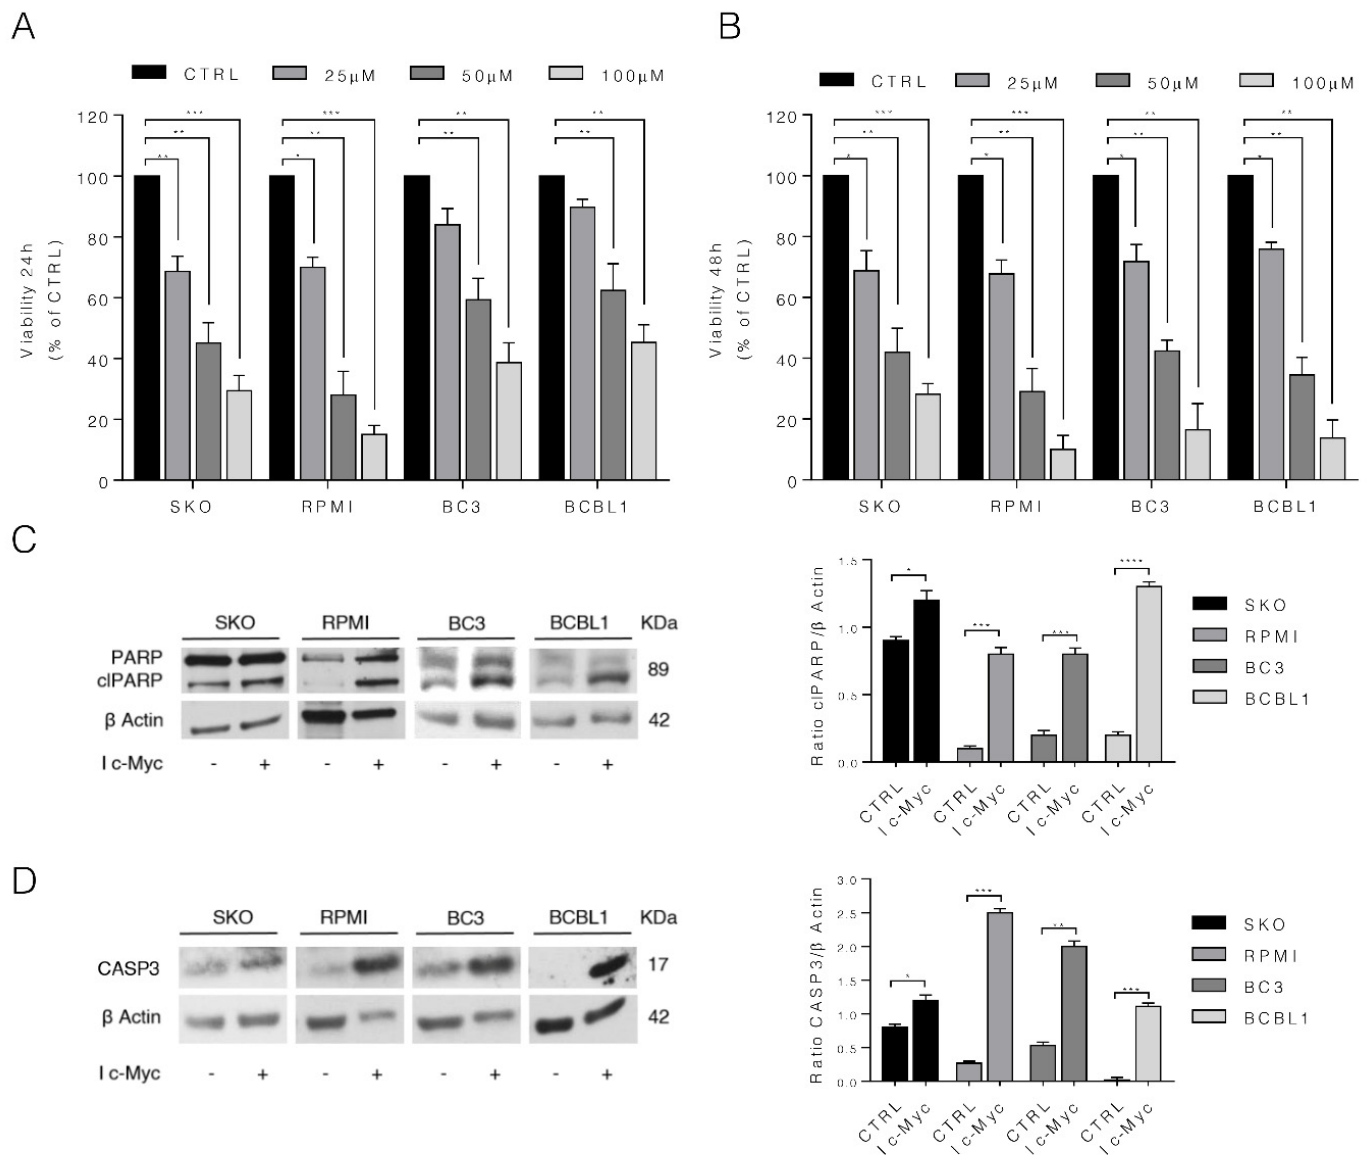 A
CTRL 25µM 50µM 100µM
Viability 24h
(% of CTRL)
120
100
80
60
40
20
0
*** ** **
*** ** *
** **
** **
SKO RPMI BC3 BCBL1
B
CTRL 25µM 50µM 100µM
Viability 48h
(% of CTRL)
120
100
80
60
40
20
0
*** ** *
*** ** *
** ** *
** ** *
SKO RPMI BC3 BCBL1
C
SKO RPMI BC3 BCBL1 KDa
PARP
clPARP
89
β Actin 42
I c-Myc - + - + - + - +
Ratio clPARP/β Actin
1.5
1.0
0.5
0.0
* *** *** ****
CTRL I c-Myc CTRL I c-Myc CTRL I c-Myc CTRL I c-Myc
SKO
RPMI
BC3
BCBL1
D
SKO RPMI BC3 BCBL1 KDa
CASP3 17
β Actin 42
I c-Myc - + - + - + - +
Ratio CASP3/β Actin
3.0
2.5
2.0
1.5
1.0
0.5
0.0
* *** ** ***
CTRL I c-Myc CTRL I c-Myc CTRL I c-Myc CTRL I c-Myc
SKO
RPMI
BC3
BCBL1